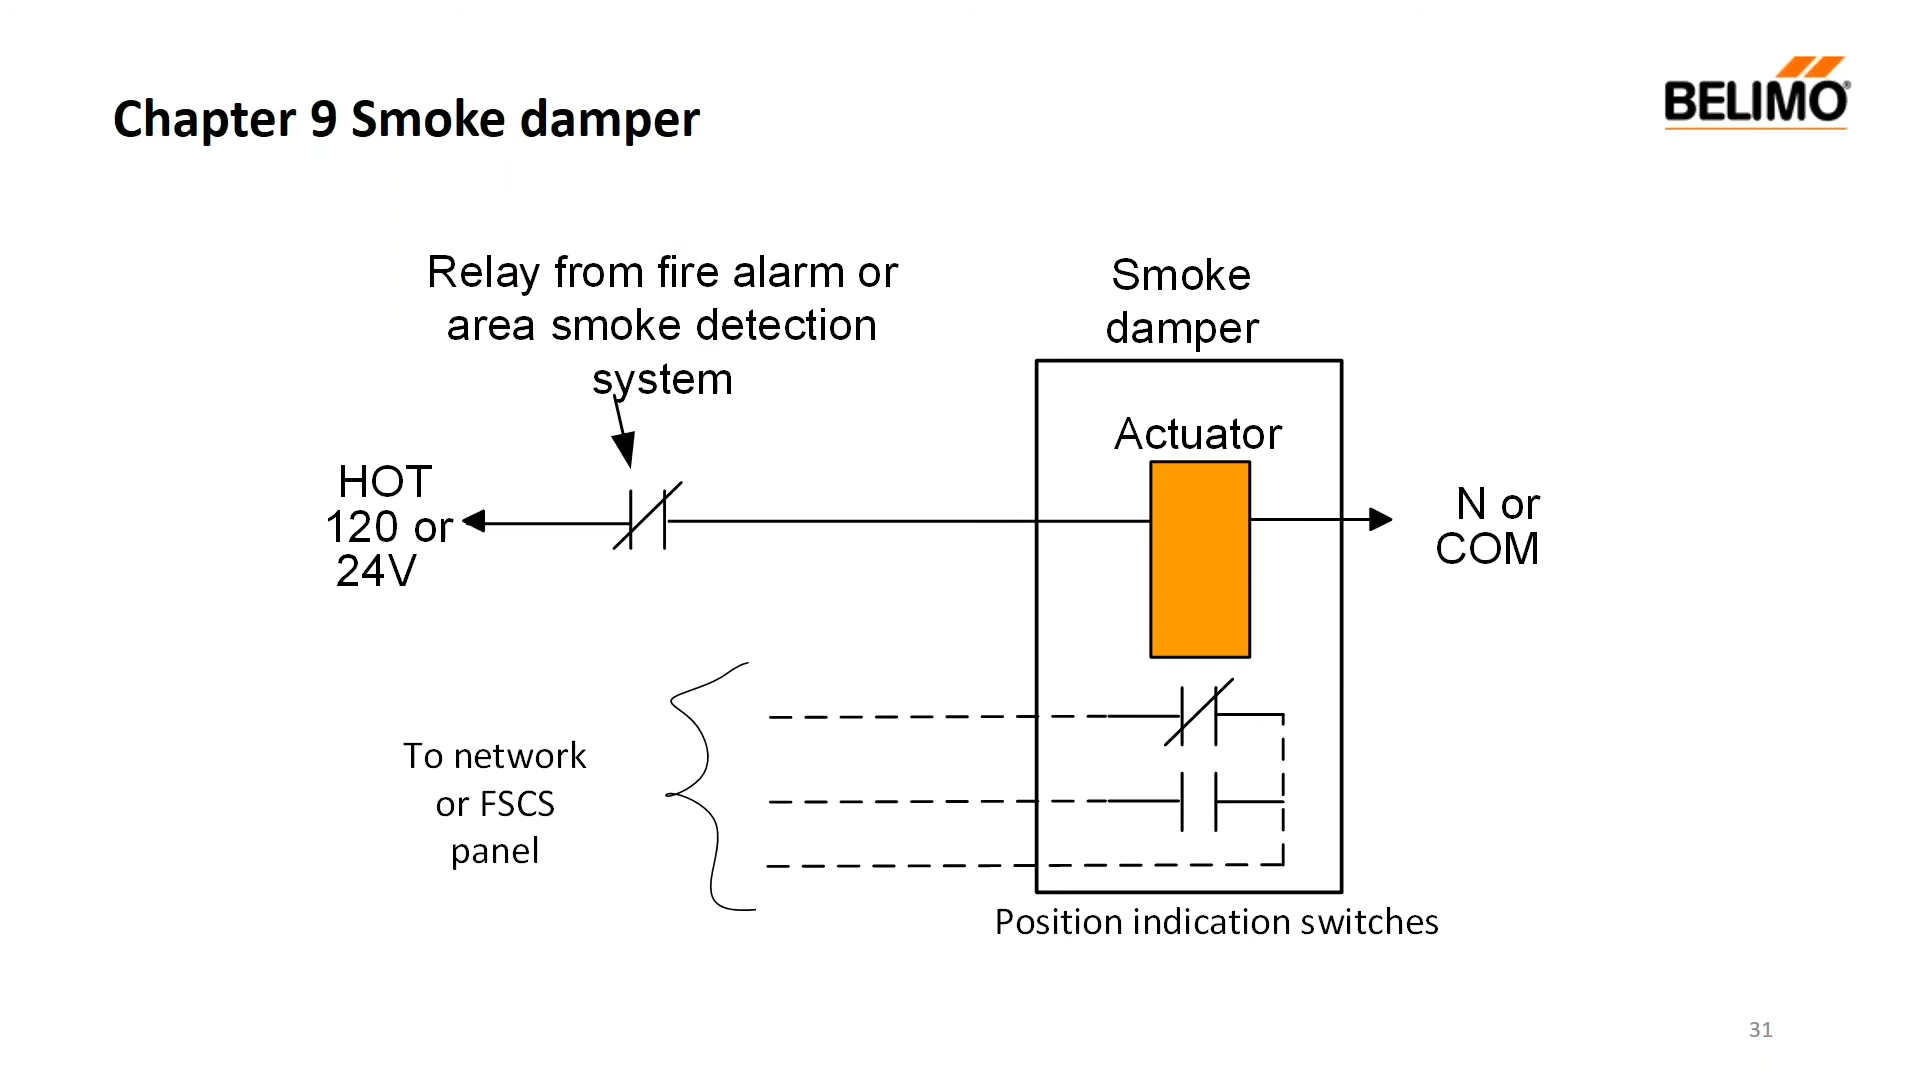 Chapter 9 Smoke damper
BELIMO®
Relay from fire alarm or
area smoke detection
system
Smoke
damper
Actuator
HOT
120 or
24V
N or
COM
To network
or FSCS
panel
Position indication switches
31